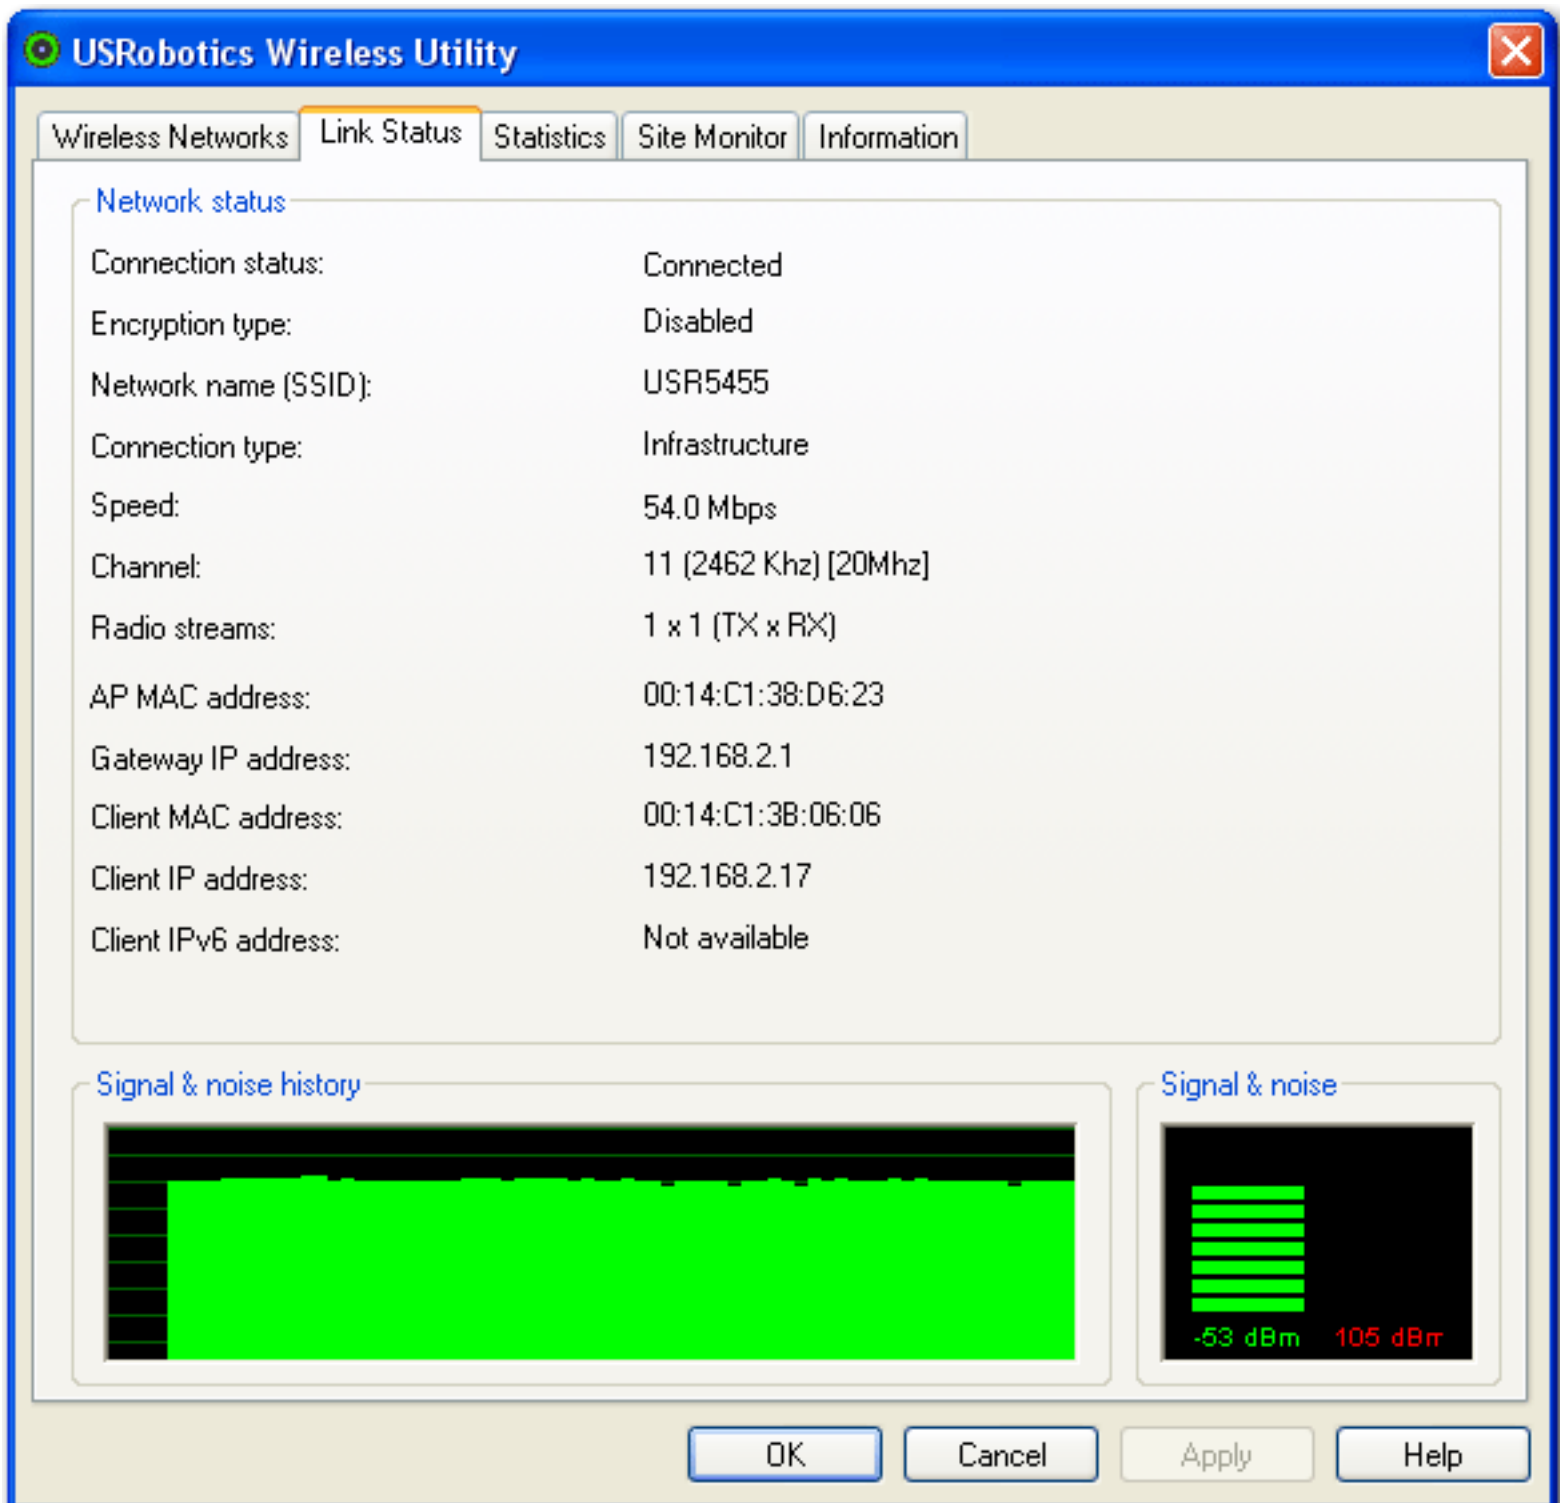 USRobotics Wireless Utility
Wireless Networks Link Status Statistics Site Monitor Information
Network status
Connection status: Connected
Encryption type: Disabled
Network name (SSID): USR5455
Connection type: Infrastructure
Speed: 54.0 Mbps
Channel: 11 (2462 Khz) [20Mhz]
Radio streams: 1 x 1 (TX x RX)
AP MAC address: 00:14:C1:38:D6:23
Gateway IP address: 192.168.2.1
Client MAC address: 00:14:C1:3B:06:06
Client IP address: 192.168.2.17
Client IPv6 address: Not available
Signal & noise history Signal & noise
-53 dBm 105 dBm
OK Cancel Apply Help